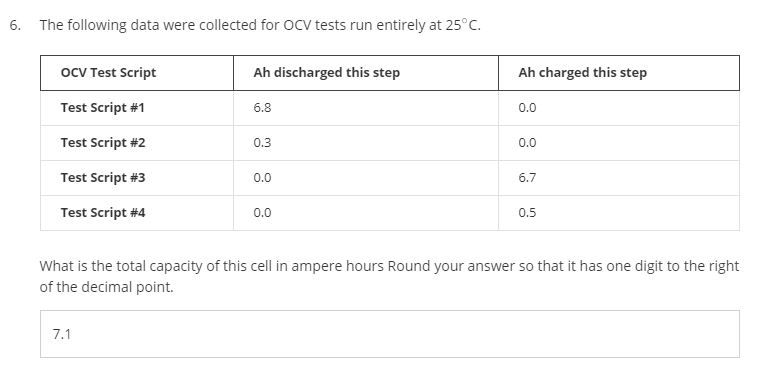 6. The following data were collected for OCV tests run entirely at 25°C.
OCV Test Script Ah discharged this step Ah charged this step
Test Script #1 6.8 0.0
Test Script #2 0.3 0.0
Test Script #3 0.0 6.7
Test Script #4 0.0 0.5
What is the total capacity of this cell in ampere hours Round your answer so that it has one digit to the right
of the decimal point.
7.1